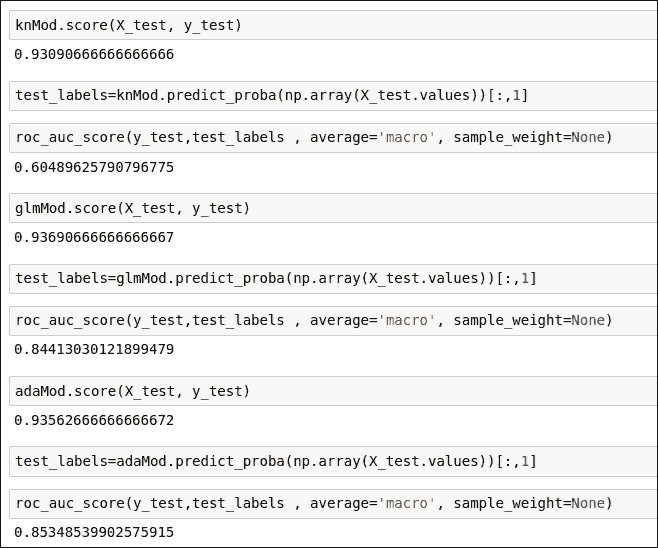 knMod.score(X_test, y_test)
0.93090666666666666
test_labels=knMod.predict_proba(np.array(X_test.values))[:,1]
roc_auc_score(y_test,test_labels , average='macro', sample_weight=None)
0.60489625790796775
glmMod.score(X_test, y_test)
0.93690666666666667
test_labels=glmMod.predict_proba(np.array(X_test.values))[:,1]
roc_auc_score(y_test,test_labels , average='macro', sample_weight=None)
0.84413030121899479
adaMod.score(X_test, y_test)
0.93562666666666672
test_labels=adaMod.predict_proba(np.array(X_test.values))[:,1]
roc_auc_score(y_test,test_labels , average='macro', sample_weight=None)
0.85348539902575915